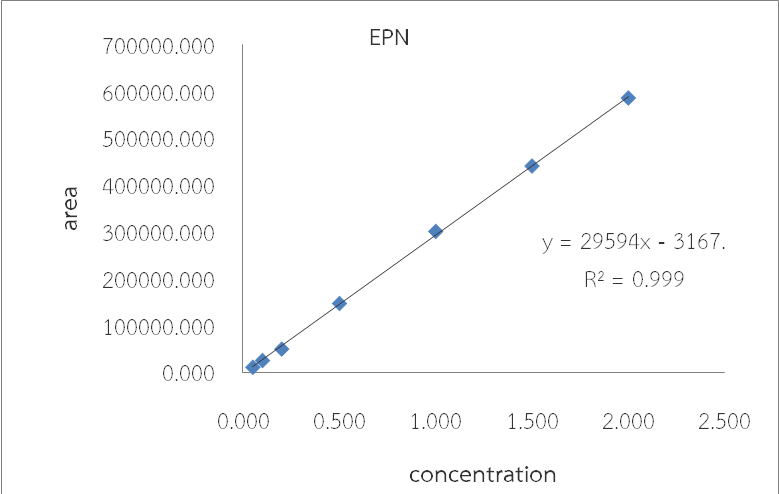 EPN
700000.000
600000.000
500000.000
400000.000
300000.000
200000.000
100000.000
0.000
area
y = 29594x - 3167.
R² = 0.999
0.000 0.500 1.000 1.500 2.000 2.500
concentration